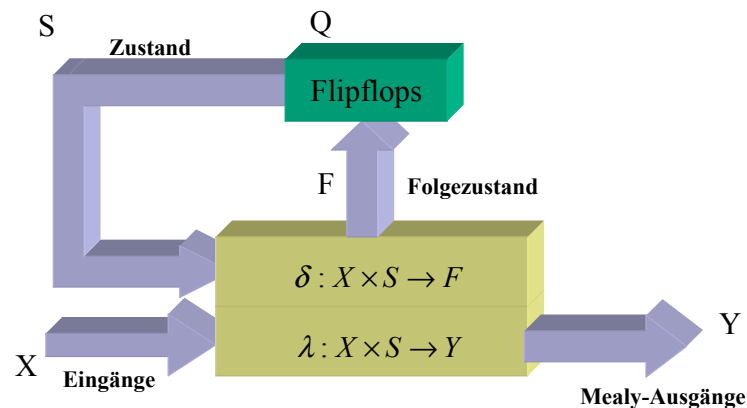 S
Q
Zustand
Flipflops
F
Folgezustand
δ : X × S → F
λ : X × S → Y
X
Eingänge
Y
Mealy-Ausgänge